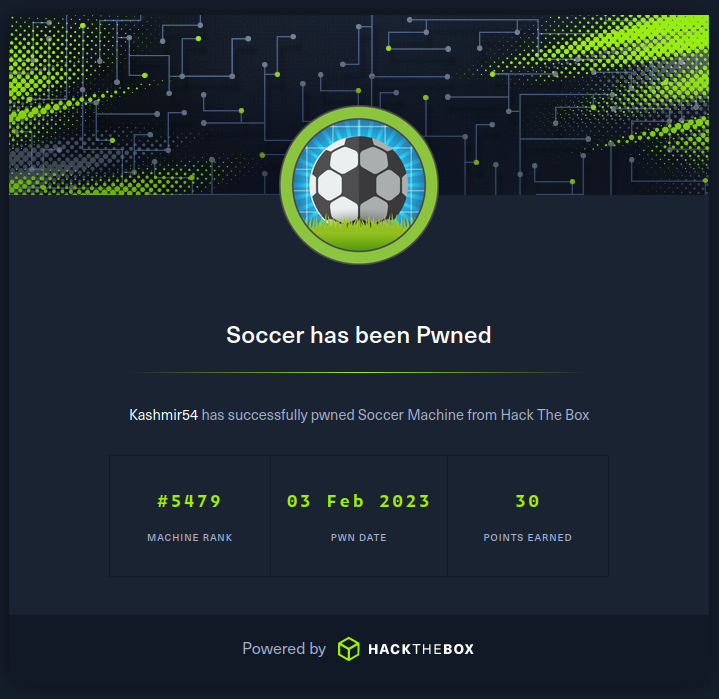 Soccer has been Pwned
Kashmir54 has successfully pwned Soccer Machine from Hack The Box
#5479 03 Feb 2023 30
MACHINE RANK PWN DATE POINTS EARNED
Powered by HACKTHEBOX